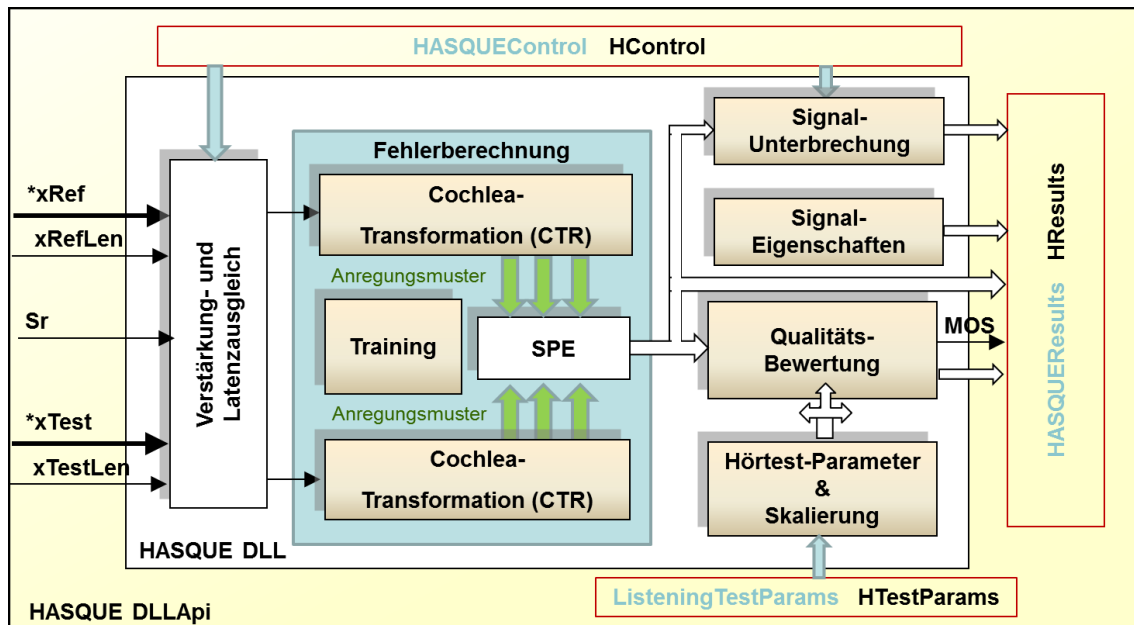 HASQUEControl HControl
Fehlerberechnung
Cochlea-
Transformation (CTR)
Anregungsmuster
Training
SPE
Anregungsmuster
Cochlea-
Transformation (CTR)
*xRef
xRefLen
Sr
*xTest
xTestLen
Verstärkung- und
Latenzausgleich
Signal-
Unterbrechung
Signal-
Eigenschaften
Qualitäts-
Bewertung
MOS
Hörtest-Parameter
&
Skalierung
HASQUEResults HResults
HASQUE DLL
ListeningTestParams HTestParams
HASQUE DLLApi